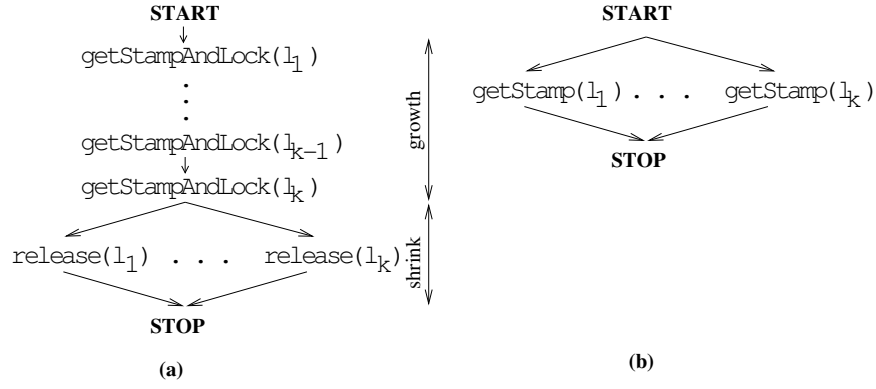 START
getStampAndLock(l1)
getStampAndLock(lk-1)
getStampAndLock(lk)
release(l1) . . . release(lk)
STOP
(a)
growth
shrink
START
getStamp(l1) . . . getStamp(lk)
STOP
(b)